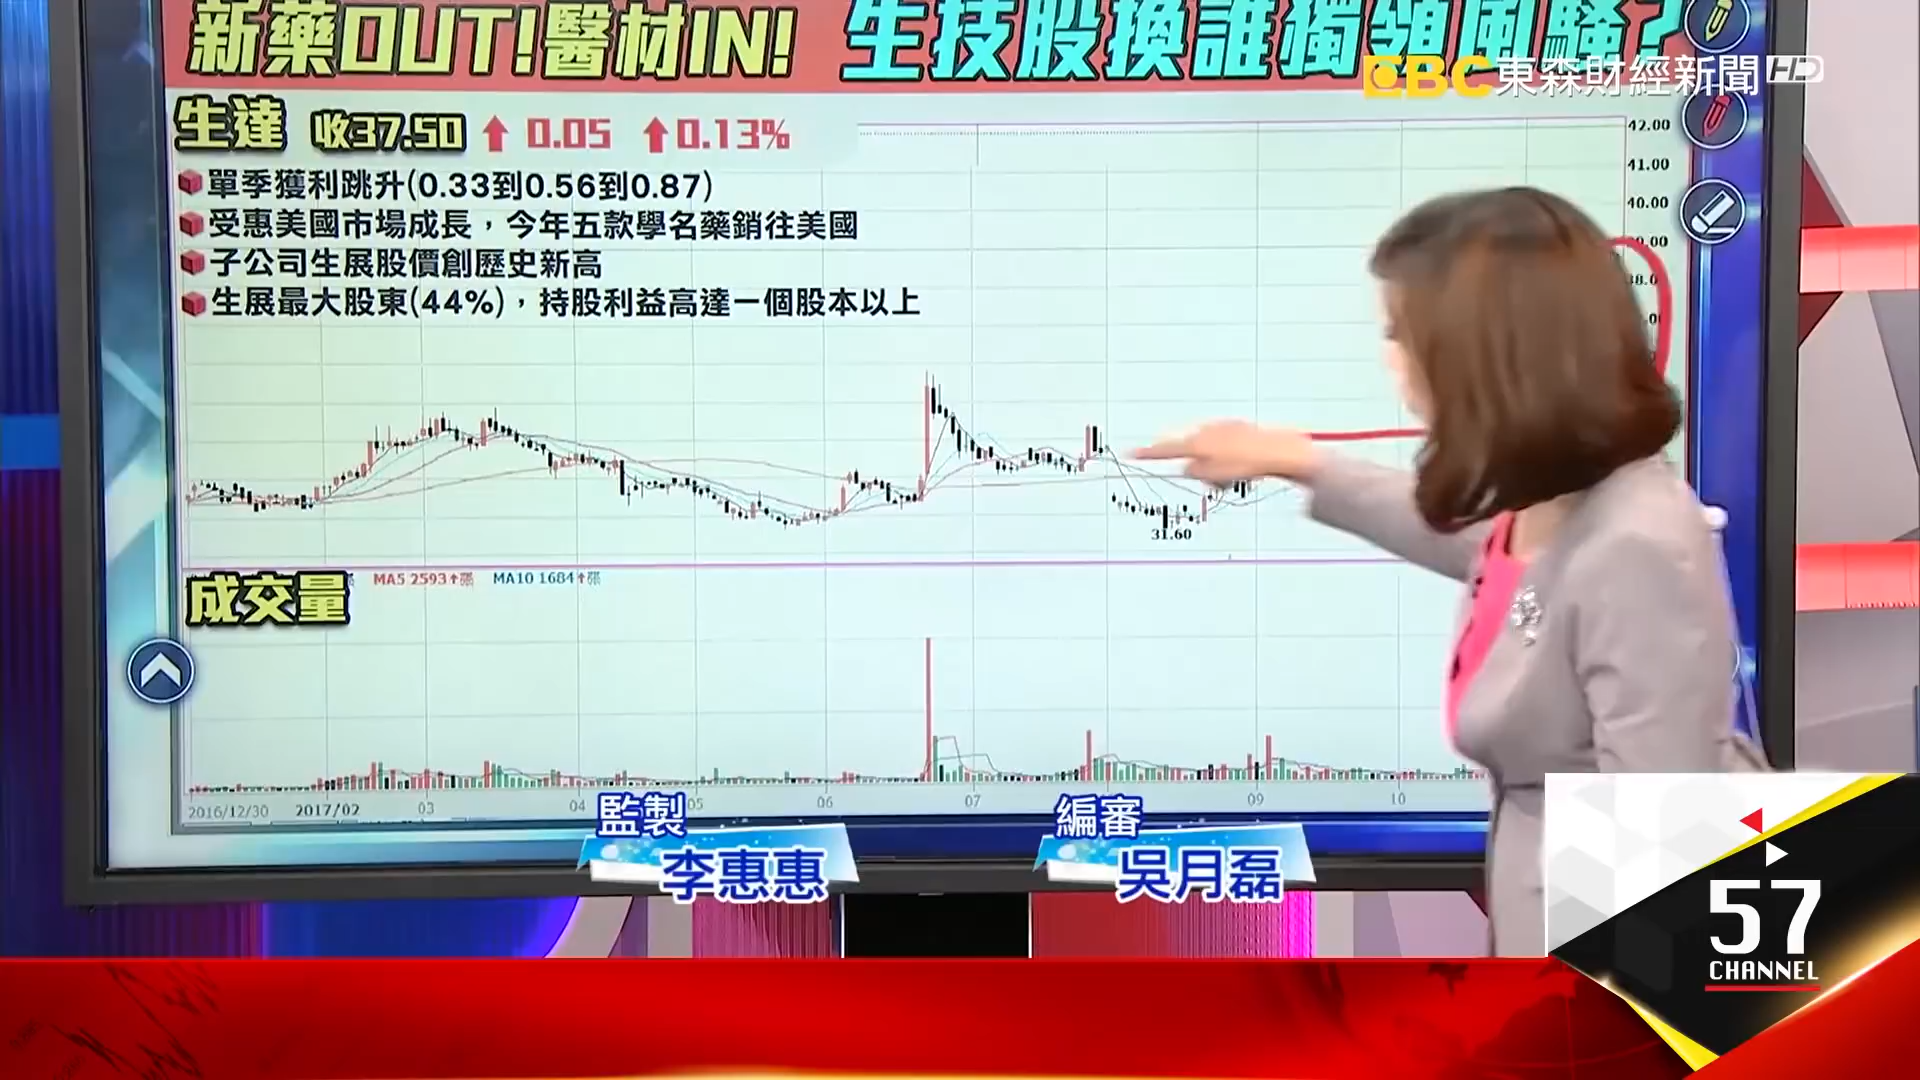 新藥OUT!醫材IN! 生技股換誰獨領風騷?
EBC 東森財經新聞 HD
生達 收37.50 ↑ 0.05 ↑0.13%
單季獲利跳升(0.33到0.56到0.87)
受惠美國市場成長，今年五款學名藥銷往美國
子公司生展股價創歷史新高
生展最大股東(44%)，持股利益高達一個股本以上
42.00
41.00
40.00
31.60
成交量 MA5 2593↑張 MA10 1684↑張
2016/12/30 2017/02 03 04 05 06 07 09 10
監製
李惠惠
編審
吳月磊
57
CHANNEL